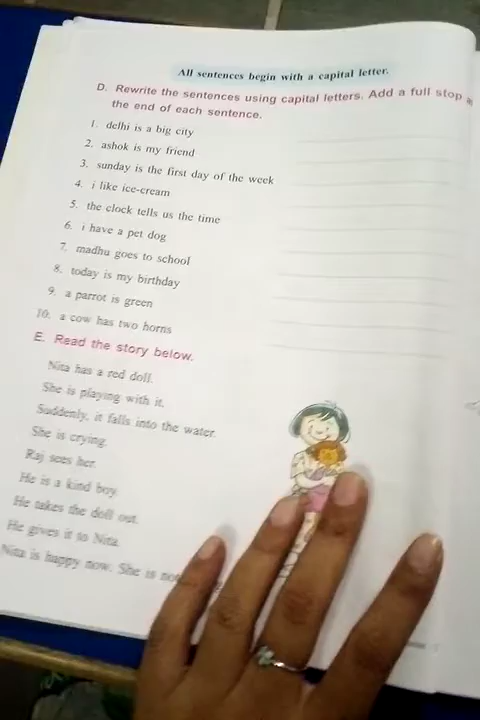 All sentences begin with a capital letter.
D. Rewrite the sentences using capital letters. Add a full stop
the end of each sentence.
1. delhi is a big city
2. ashok is my friend
3. sunday is the first day of the week
4. i like ice-cream
5. the clock tells us the time
6. i have a pet dog
7. madhu goes to school
8. today is my birthday
9. a parrot is green
10. a cow has two horns
E. Read the story below.
Nita has a red doll.
She is playing with it.
Suddenly, it falls into the water.
She is crying.
Raj sees her.
He is a kind boy.
He takes the doll out.
He gives it to Nita.
Nita is happy now. She is not